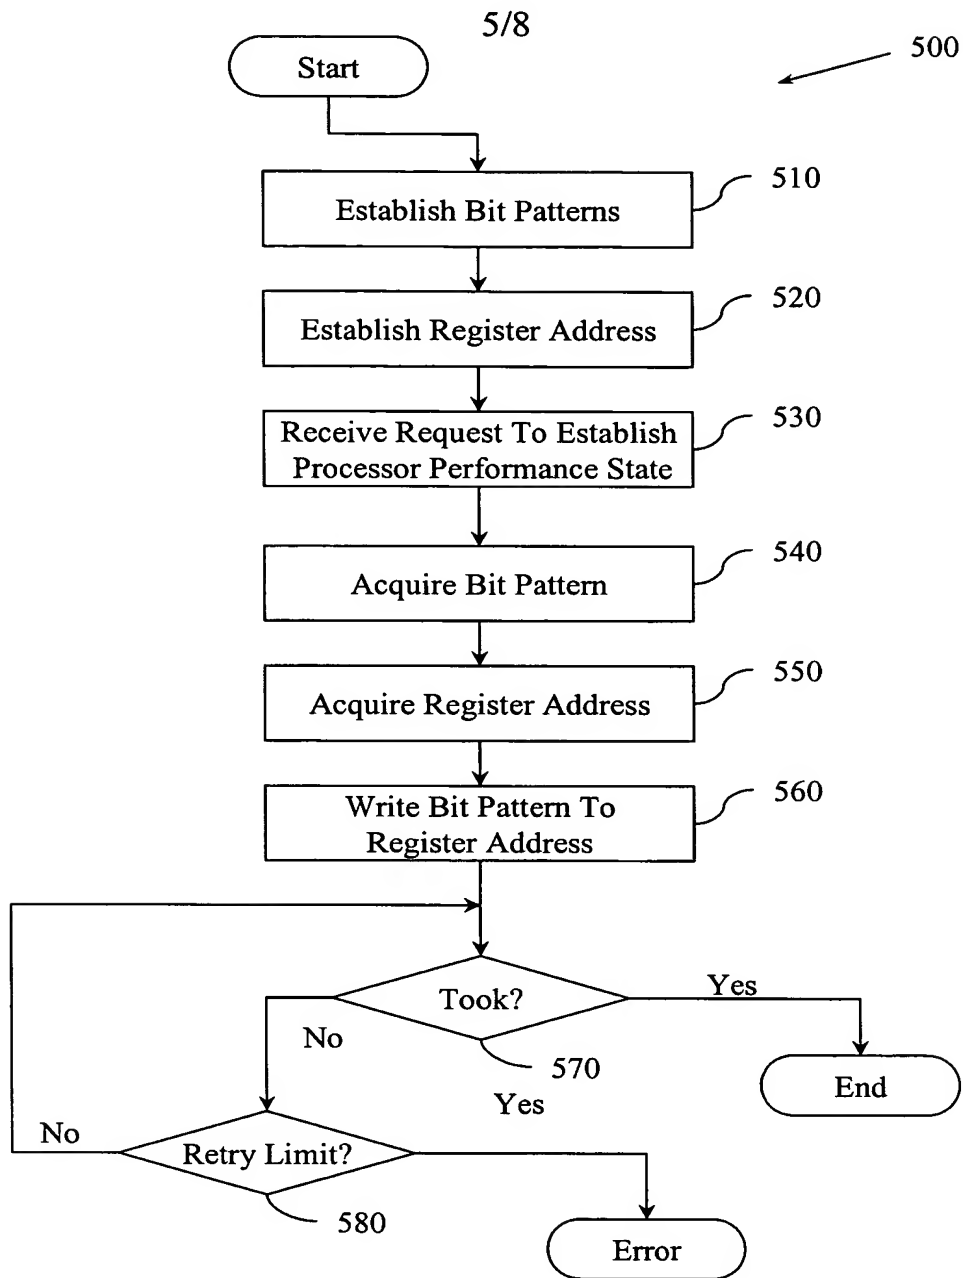 5/8
500
Start
510
Establish Bit Patterns
520
Establish Register Address
530
Receive Request To Establish
Processor Performance State
540
Acquire Bit Pattern
550
Acquire Register Address
560
Write Bit Pattern To
Register Address
Took?
Yes
No
570
End
Yes
No
Retry Limit?
580
Error